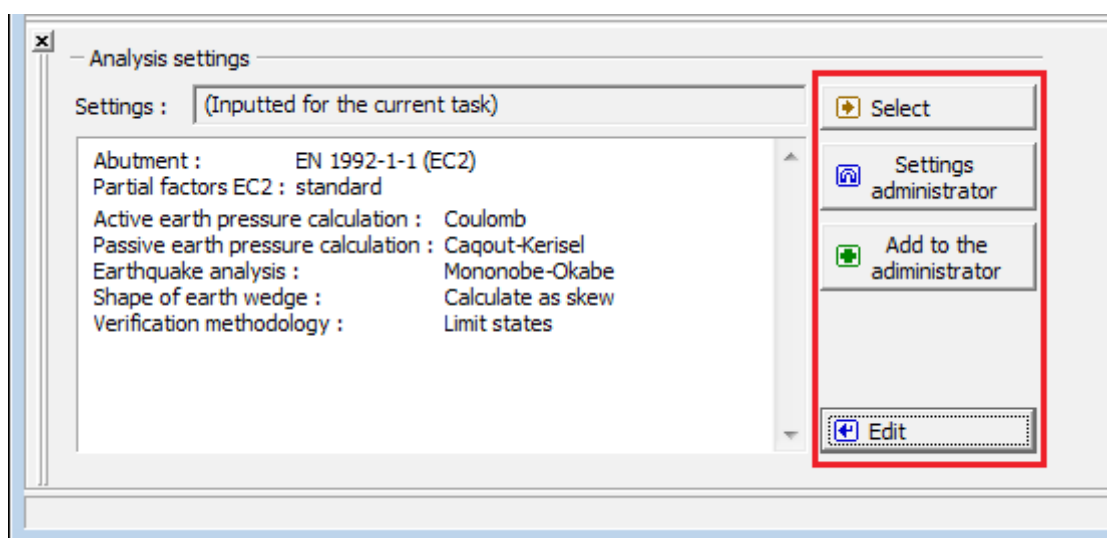 Analysis settings
Settings : (Inputted for the current task)
Abutment : EN 1992-1-1 (EC2)
Partial factors EC2 : standard
Active earth pressure calculation : Coulomb
Passive earth pressure calculation : Caqout-Kerisel
Earthquake analysis : Mononobe-Okabe
Shape of earth wedge : Calculate as skew
Verification methodology : Limit states
Select
Settings
administrator
Add to the
adiministrator
Edit